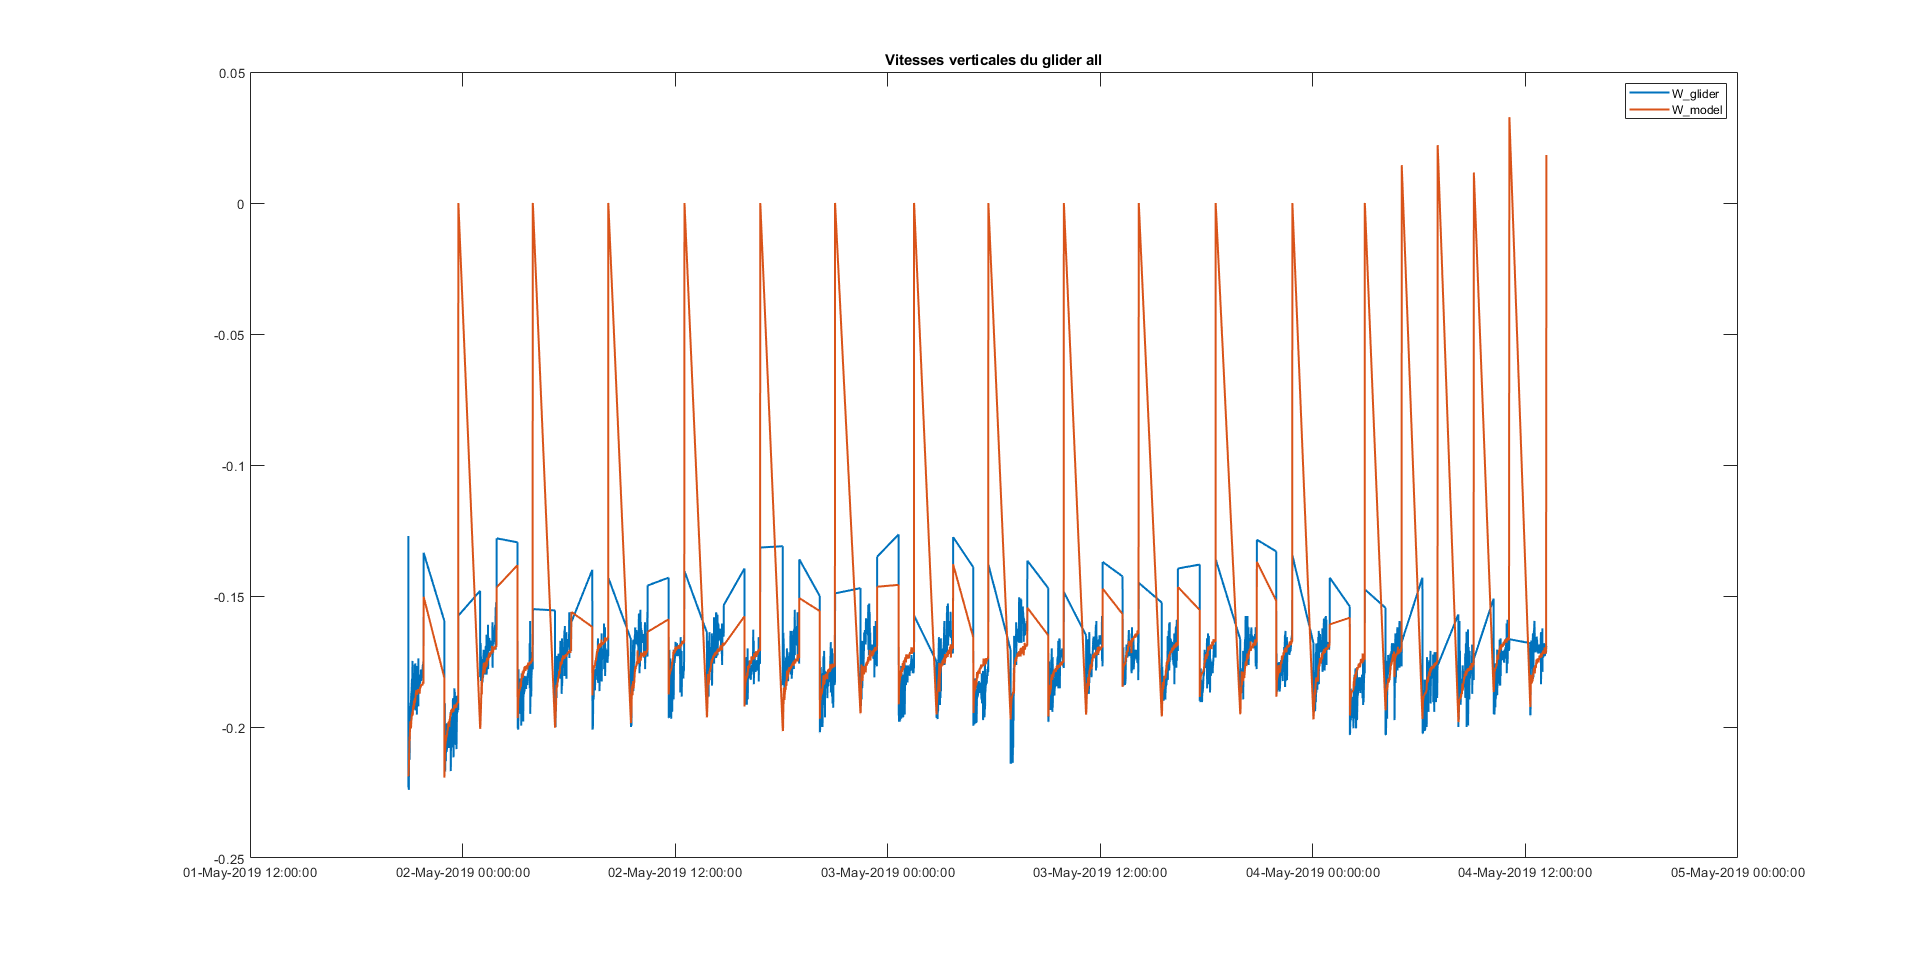 Vitesses verticales du glider all
0.05
0
-0.05
-0.1
-0.15
-0.2
-0.25
W_glider
W_model
01-May-2019 12:00:00
02-May-2019 00:00:00
02-May-2019 12:00:00
03-May-2019 00:00:00
03-May-2019 12:00:00
04-May-2019 00:00:00
04-May-2019 12:00:00
05-May-2019 00:00:00